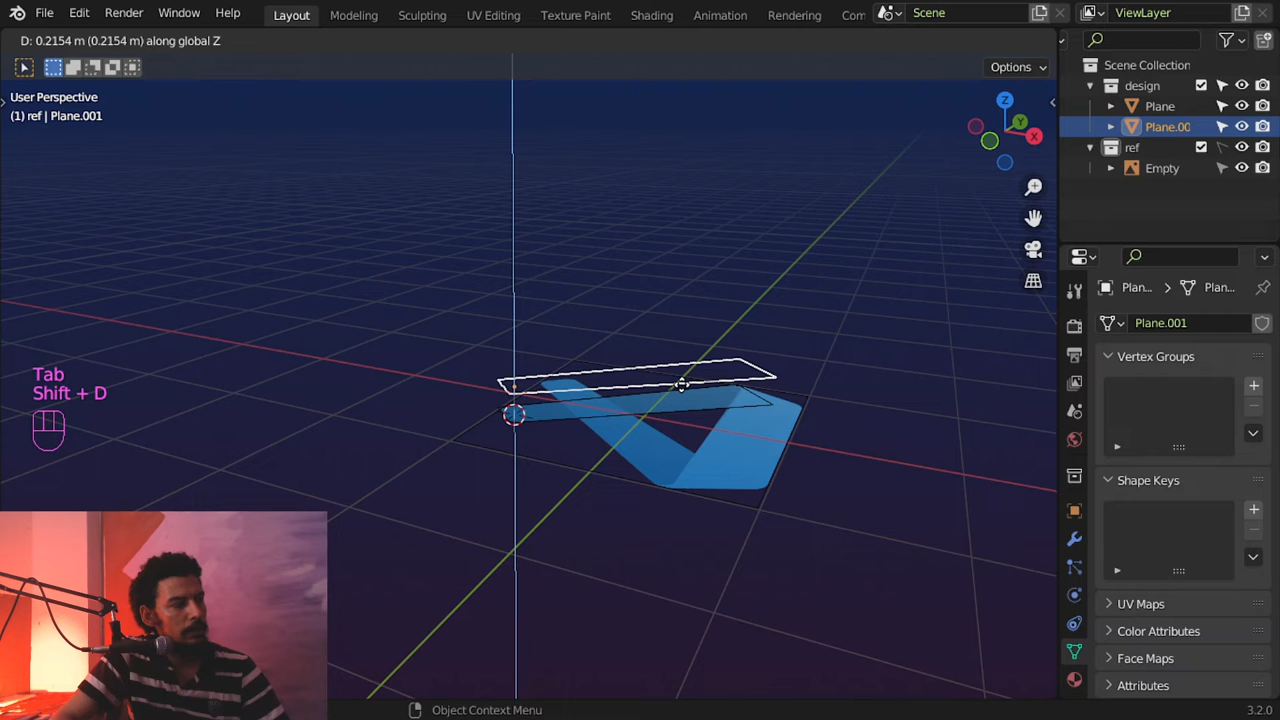 File Edit Render Window Help
Layout Modeling Sculpting UV Editing Texture Paint Shading Animation Rendering Com
Scene
ViewLayer
D: 0.2154 m (0.2154 m) along global Z
Options
User Perspective
(1) ref | Plane.001
Z
Y
X
Scene Collection
design
Plane
Plane.00
ref
Empty
Plan...
Plan...
Plane.001
Vertex Groups
Shape Keys
UV Maps
Color Attributes
Face Maps
Attributes
Tab
Shift + D
Object Context Menu
3.2.0